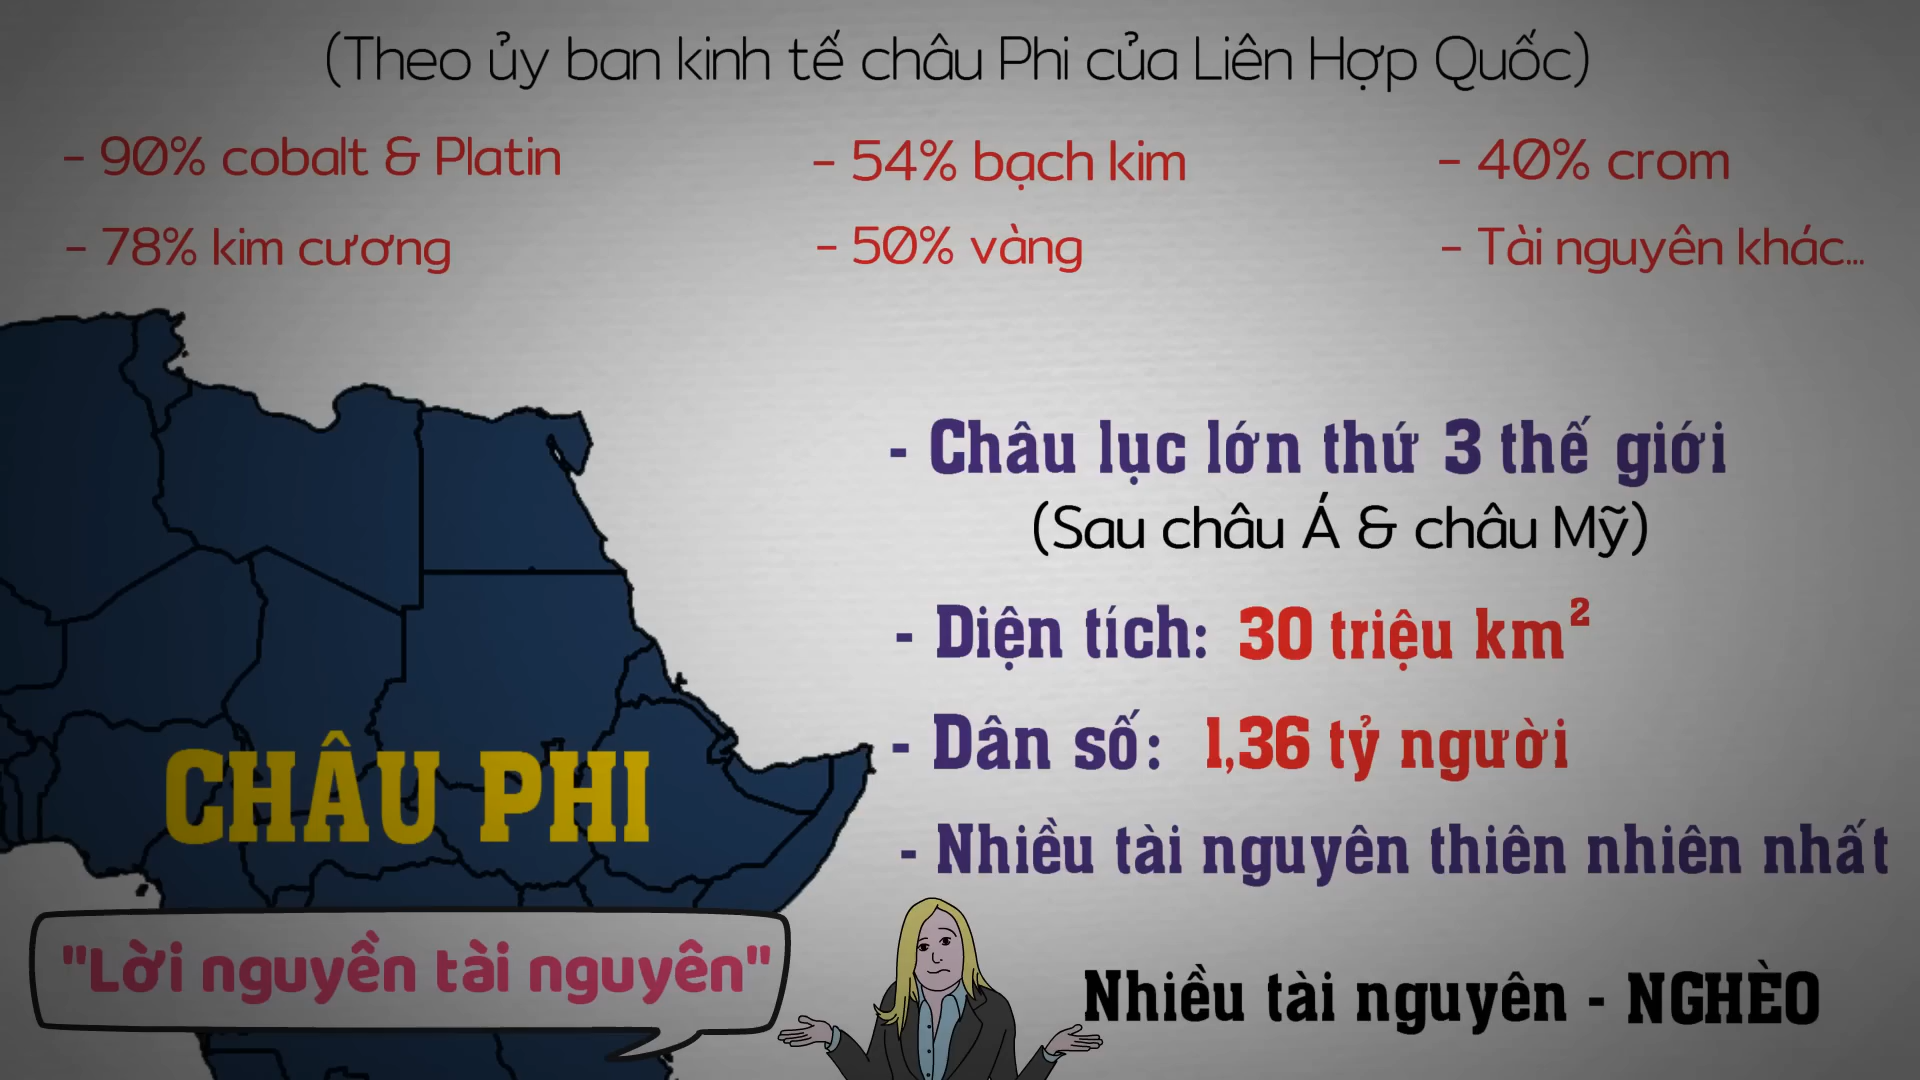 (Theo ủy ban kinh tế châu Phi của Liên Hợp Quốc)
- 90% cobalt & Platin
- 54% bạch kim
- 40% crom
- 78% kim cương
- 50% vàng
- Tài nguyên khác...
- Châu lục lớn thứ 3 thế giới
(Sau châu Á & châu Mỹ)
- Diện tích: 30 triệu km²
- Dân số: 1,36 tỷ người
CHÂU PHI
- Nhiều tài nguyên thiên nhiên nhất
"Lời nguyền tài nguyên"
Nhiều tài nguyên - NGHÈO